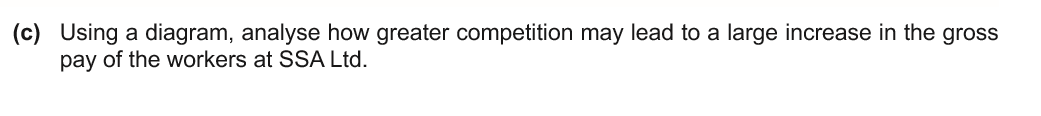 (c) Using a diagram, analyse how greater competition may lead to a large increase in the gross
pay of the workers at SSA Ltd.